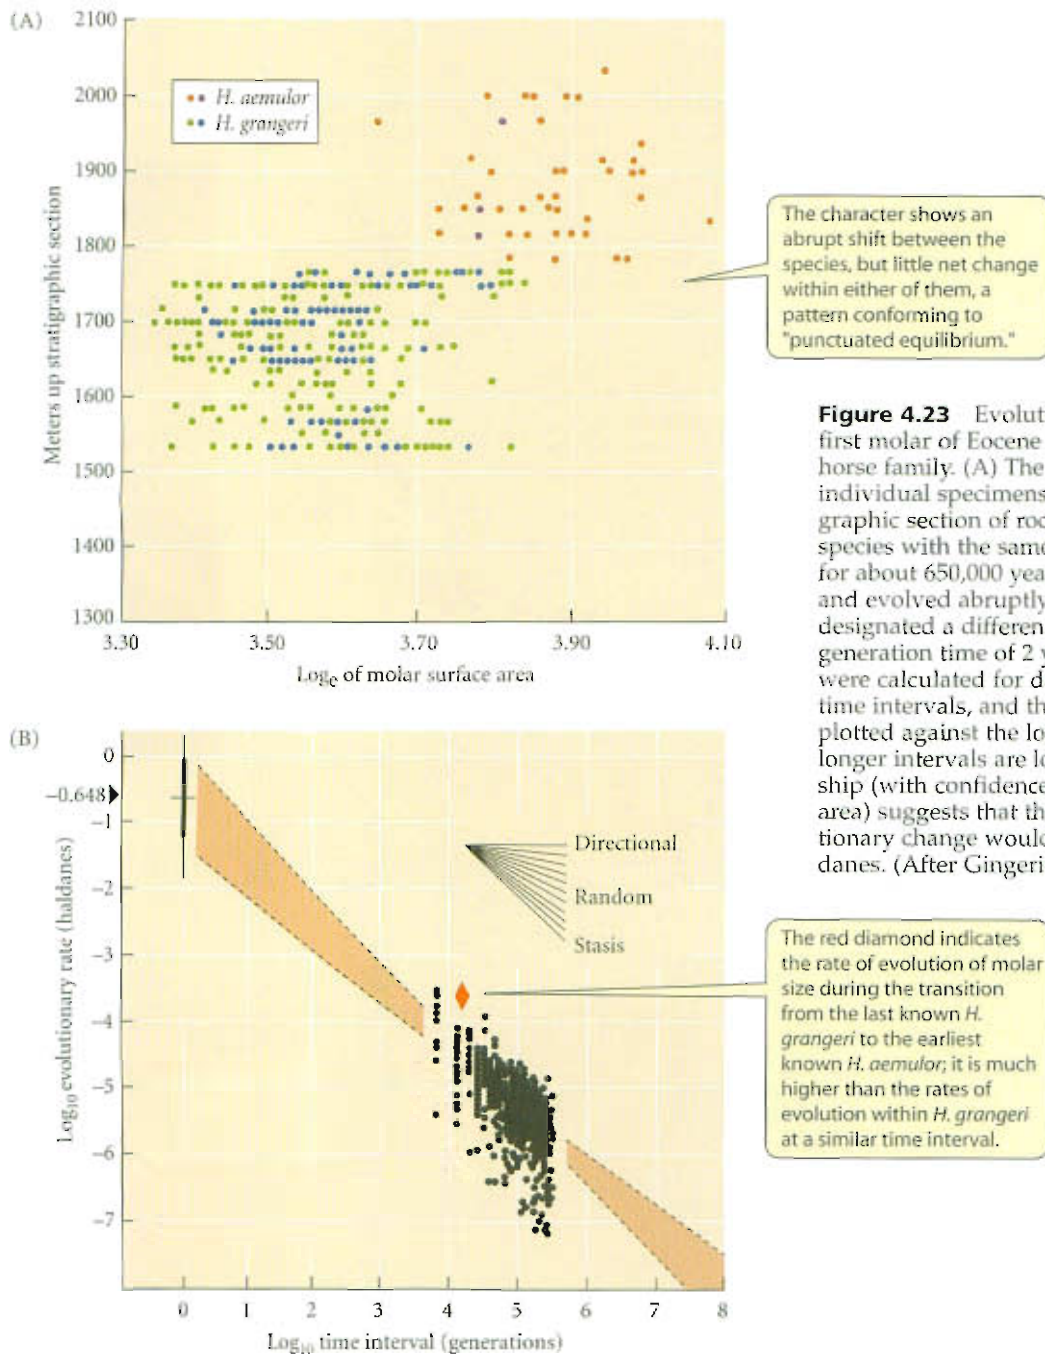 (A)
2100
2000
1900
1800
1700
1600
1500
1400
1300
Meters up stratigraphic section
H. aemulor
H. grangeri
3.30 3.50 3.70 3.90 4.10
Loge of molar surface area
The character shows an
abrupt shift between the
species, but little net change
within either of them, a
pattern conforming to
"punctuated equilibrium."
Figure 4.23 Evolut
first molar of Eocene
horse family. (A) The
individual specimens
graphic section of roc
species with the same
for about 650,000 yea
and evolved abruptly
designated a differen
generation time of 2 y
were calculated for d
time intervals, and th
plotted against the lo
longer intervals are lo
ship (with confidence
area) suggests that th
tionary change would
danes. (After Gingeri
(B)
0
−0.648
−1
−2
−3
−4
−5
−6
−7
Log10 evolutionary rate (haldanes)
Directional
Random
Stasis
0 1 2 3 4 5 6 7 8
Log10 time interval (generations)
The red diamond indicates
the rate of evolution of molar
size during the transition
from the last known H.
grangeri to the earliest
known H. aemulor; it is much
higher than the rates of
evolution within H. grangeri
at a similar time interval.